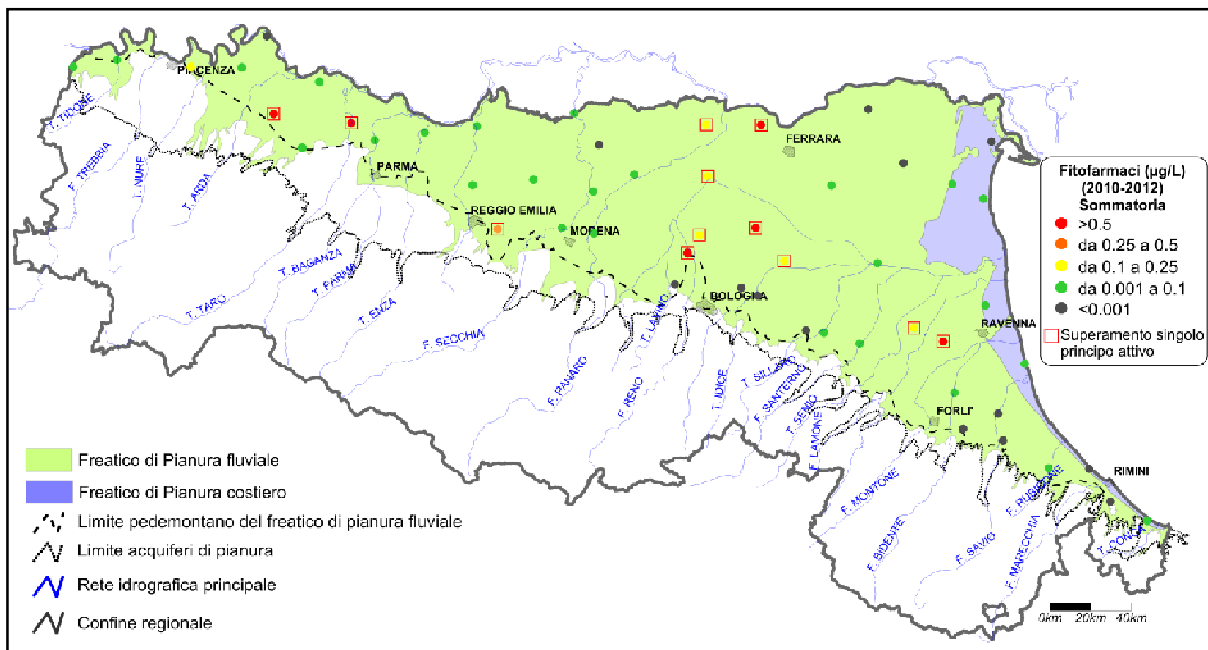 PIACENZA
FERRARA
PARMA
REGGIO EMILIA
MODENA
BOLOGNA
RAVENNA
FORLI'
RIMINI
T. TIDONE
F. TREBBIA
T. NURE
T. ARDA
T. TARO
T. BAGANZA
T. PARMA
T. ENZA
F. SECCHIA
F. PANARO
F. RENO
T. LAVINO
T. IDICE
T. SILLARO
F. SANTERNO
T. SENIO
F. LAMONE
F. MONTONE
F. BIDENTE
F. SAVIO
F. MARECCHIA
F. RUBICONE
T. CONCA
Fitofarmaci (µg/L)
(2010-2012)
Sommatoria
>0.5
da 0.25 a 0.5
da 0.1 a 0.25
da 0.001 a 0.1
<0.001
Superamento singolo
principo attivo
Freatico di Pianura fluviale
Freatico di Pianura costiero
Limite pedemontano del freatico di pianura fluviale
Limite acquiferi di pianura
Rete idrografica principale
Confine regionale
0km 20km 40km